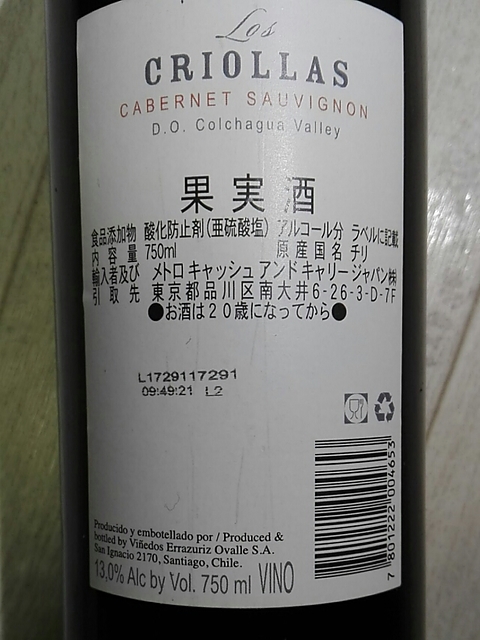 Los
CRIOLLAS
CABERNET SAUVIGNON
D.O. Colchagua Valley
果実酒
食品添加物 酸化防止剤(亜硫酸塩) アルコール分 ラベルに記載
内容量 750ml 原産国名 チリ
輸入者及び メトロ キャッシュ アンド キャリー ジャパン㈱
引取先 東京都品川区南大井6-26-3-D-7F
●お酒は20歳になってから●
L1729117291
09:49:21 L2
Producido y embotellado por / Produced &
bottled by Viñedos Errazuriz Ovalle S.A.
San Ignacio 2170, Santiago, Chile.
13,0% Alc by Vol. 750 ml VINO
7 801222 004653